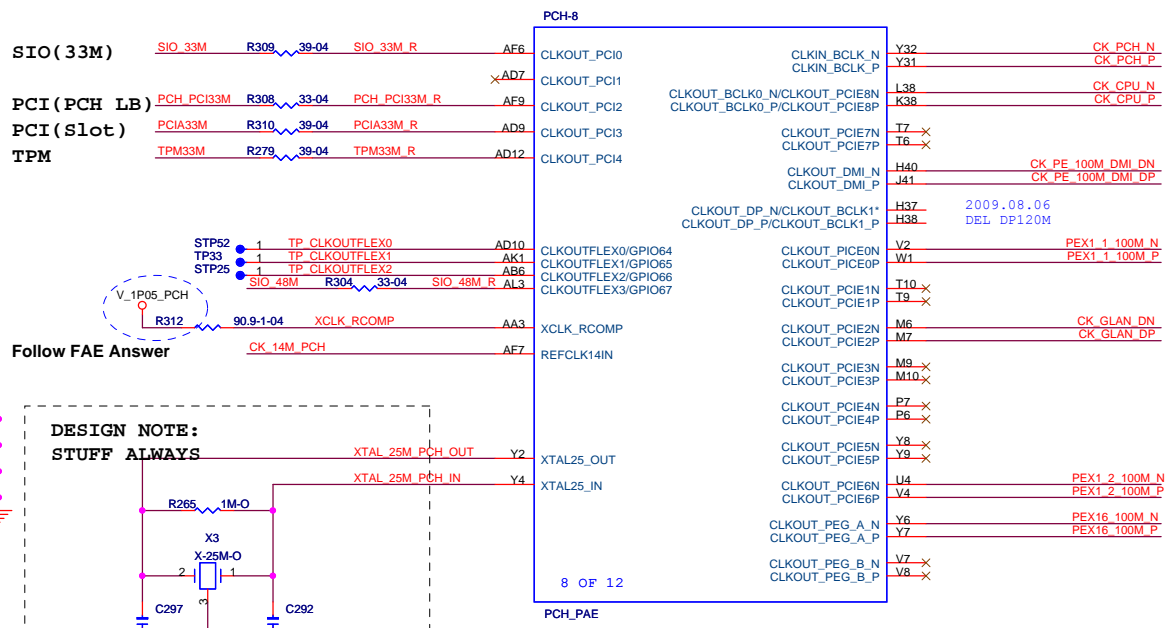 PCH-8
SIO(33M) SIO_33M R309 39-04 SIO_33M_R AF6 CLKOUT_PCI0
AD7 CLKOUT_PCI1
PCI(PCH LB) PCH_PCI33M R308 33-04 PCH_PCI33M_R AF9 CLKOUT_PCI2
PCI(Slot) PCIA33M R310 39-04 PCIA33M_R AD9 CLKOUT_PCI3
TPM TPM33M R279 39-04 TPM33M_R AD12 CLKOUT_PCI4
STP52 1 TP_CLKOUTFLEX0 AD10 CLKOUTFLEX0/GPIO64
TP33 1 TP_CLKOUTFLEX1 AK1 CLKOUTFLEX1/GPIO65
STP25 1 TP_CLKOUTFLEX2 AB6 CLKOUTFLEX2/GPIO66
SIO_48M R304 33-04 SIO_48M_R AL3 CLKOUTFLEX3/GPIO67
V_1P05_PCH
R312 90.9-1-04 XCLK_RCOMP AA3 XCLK_RCOMP
Follow FAE Answer CK_14M_PCH AF7 REFCLK14IN
DESIGN NOTE:
STUFF ALWAYS
XTAL_25M_PCH_OUT Y2 XTAL25_OUT
XTAL_25M_PCH_IN Y4 XTAL25_IN
R265 1M-O
X3
X-25M-O
2 1
3
C297 C292
CLKIN_BCLK_N Y32 CK_PCH_N
CLKIN_BCLK_P Y31 CK_PCH_P
CLKOUT_BCLK0_N/CLKOUT_PCIE8N L38 CK_CPU_N
CLKOUT_BCLK0_P/CLKOUT_PCIE8P K38 CK_CPU_P
CLKOUT_PCIE7N T7
CLKOUT_PCIE7P T6
CLKOUT_DMI_N H40 CK_PE_100M_DMI_DN
CLKOUT_DMI_P J41 CK_PE_100M_DMI_DP
CLKOUT_DP_N/CLKOUT_BCLK1* H37 2009.08.06
CLKOUT_DP_P/CLKOUT_BCLK1_P H38 DEL DP120M
CLKOUT_PICE0N V2 PEX1_1_100M_N
CLKOUT_PCIE0P W1 PEX1_1_100M_P
CLKOUT_PCIE1N T10
CLKOUT_PCIE1P T9
CLKOUT_PCIE2N M6 CK_GLAN_DN
CLKOUT_PCIE2P M7 CK_GLAN_DP
CLKOUT_PCIE3N M9
CLKOUT_PCIE3P M10
CLKOUT_PCIE4N P7
CLKOUT_PCIE4P P6
CLKOUT_PCIE5N Y8
CLKOUT_PCIE5P Y9
CLKOUT_PCIE6N U4 PEX1_2_100M_N
CLKOUT_PCIE6P V4 PEX1_2_100M_P
CLKOUT_PEG_A_N Y6 PEX16_100M_N
CLKOUT_PEG_A_P Y7 PEX16_100M_P
CLKOUT_PEG_B_N V7
CLKOUT_PEG_B_P V8
8 OF 12
PCH_PAE